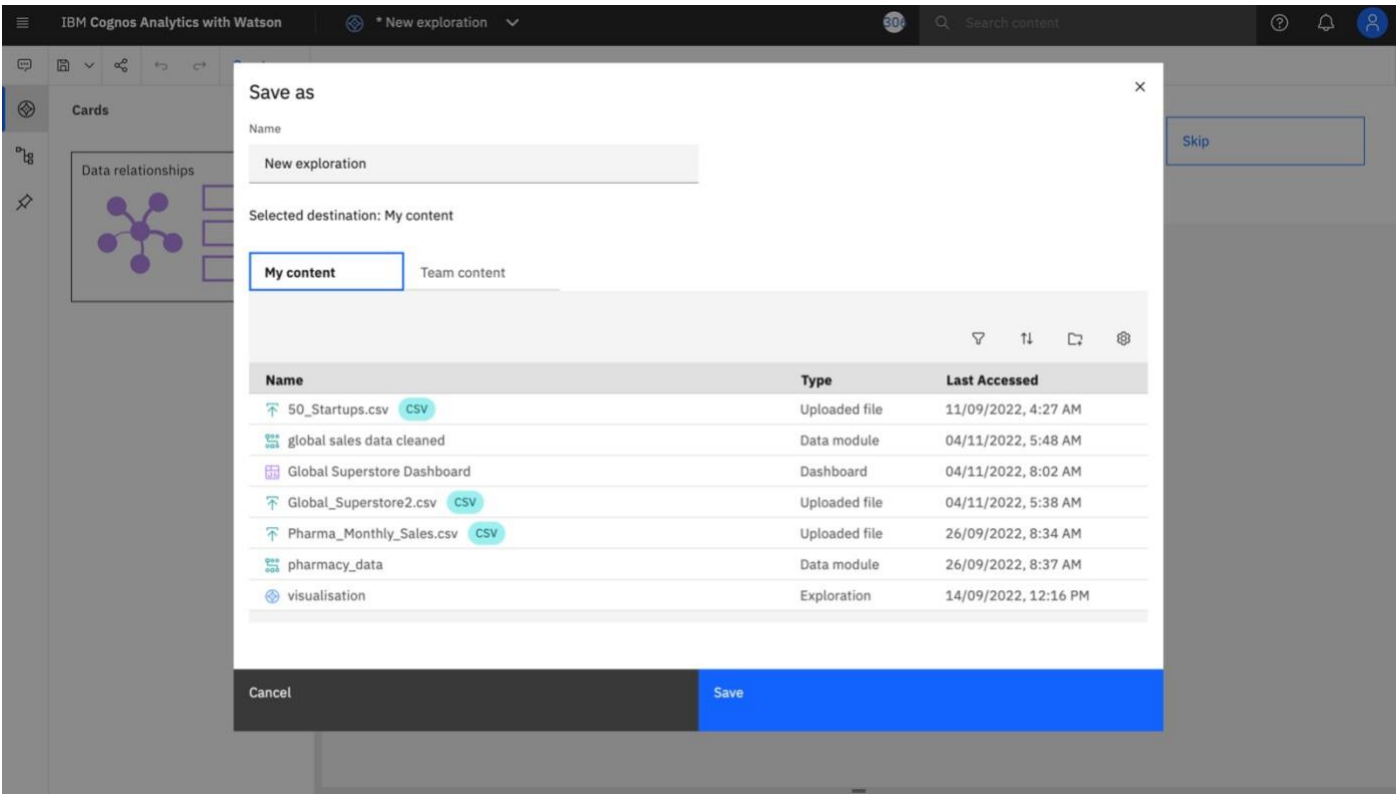 IBM Cognos Analytics with Watson
* New exploration
306
Search content
Cards
Data relationships
Skip
Save as
Name
New exploration
Selected destination: My content
My content
Team content
Name Type Last Accessed
50_Startups.csv CSV Uploaded file 11/09/2022, 4:27 AM
global sales data cleaned Data module 04/11/2022, 5:48 AM
Global Superstore Dashboard Dashboard 04/11/2022, 8:02 AM
Global_Superstore2.csv CSV Uploaded file 04/11/2022, 5:38 AM
Pharma_Monthly_Sales.csv CSV Uploaded file 26/09/2022, 8:34 AM
pharmacy_data Data module 26/09/2022, 8:37 AM
visualisation Exploration 14/09/2022, 12:16 PM
Cancel
Save